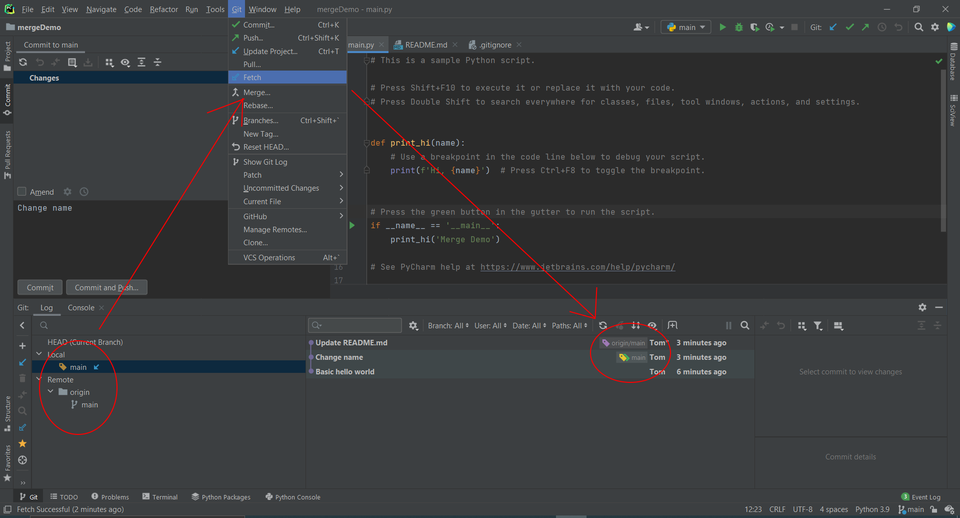 File Edit View Navigate Code Refactor Run Tools Git Window Help mergeDemo - main.py
mergeDemo
main
Git:
Commit to main
Changes
Amend
Change name
Commit
Commit and Push...
Project
Commit
Pull Requests
Structure
Favorites
Commit... Ctrl+K
Push... Ctrl+Shift+K
Update Project... Ctrl+T
Pull...
Fetch
Merge...
Rebase...
Branches... Ctrl+Shift+`
New Tag...
Reset HEAD...
Show Git Log
Patch
Uncommitted Changes
Current File
GitHub
Manage Remotes...
Clone...
VCS Operations Alt+`
main.py README.md .gitignore
# This is a sample Python script.
# Press Shift+F10 to execute it or replace it with your code.
# Press Double Shift to search everywhere for classes, files, tool windows, actions, and settings.
def print_hi(name):
# Use a breakpoint in the code line below to debug your script.
print(f'Hi, {name}') # Press Ctrl+F8 to toggle the breakpoint.
# Press the green button in the gutter to run the script.
if __name__ == '__main__':
print_hi('Merge Demo')
16 # See PyCharm help at https://www.jetbrains.com/help/pycharm/
17
Database
SciView
Git: Log Console
HEAD (Current Branch)
Local
main
Remote
origin
main
Branch: All User: All Date: All Paths: All
Update README.md origin/main Tom* 3 minutes ago
Change name main Tom 3 minutes ago
Basic hello world Tom 6 minutes ago
Select commit to view changes
Commit details
Git TODO Problems Terminal Python Packages Python Console 3 Event Log
Fetch Successful (2 minutes ago) 12:23 CRLF UTF-8 4 spaces Python 3.9 main